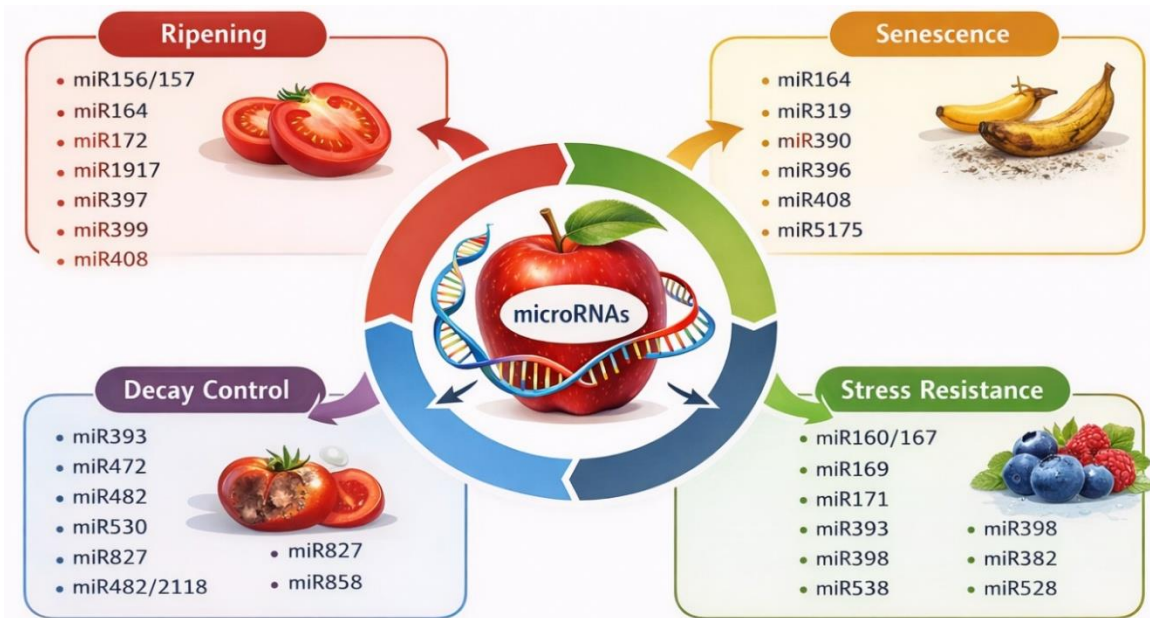 Ripening
miR156/157
miR164
miR172
miR1917
miR397
miR399
miR408
Senescence
miR164
miR319
miR390
miR396
miR408
miR5175
microRNAs
Decay Control
miR393
miR472
miR482
miR530
miR827
miR482/2118
miR827
miR858
Stress Resistance
miR160/167
miR169
miR171
miR393
miR398
miR538
miR398
miR382
miR528